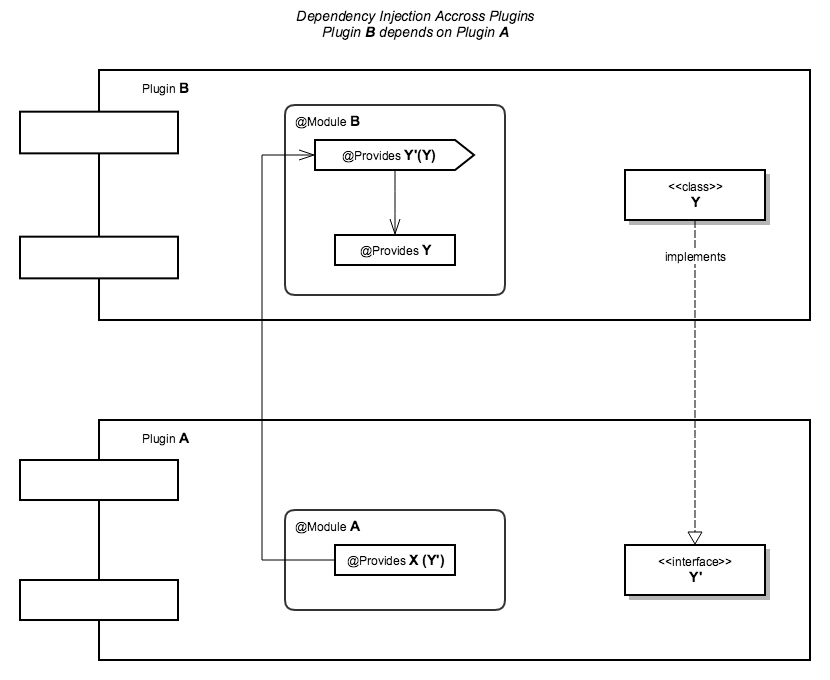 Dependency Injection Accross Plugins
Plugin B depends on Plugin A
Plugin B
@Module B
@Provides Y'(Y)
@Provides Y
<<class>>
Y
implements
Plugin A
@Module A
@Provides X (Y')
<<interface>>
Y'